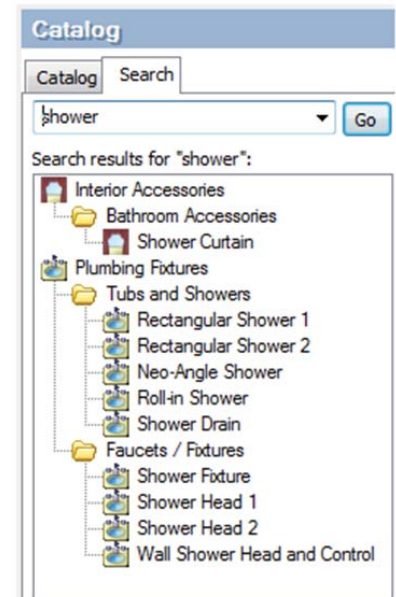 Catalog
Catalog Search
shower Go
Search results for "shower":
Interior Accessories
Bathroom Accessories
Shower Curtain
Plumbing Fixtures
Tubs and Showers
Rectangular Shower 1
Rectangular Shower 2
Neo-Angle Shower
Roll-in Shower
Shower Drain
Faucets / Fixtures
Shower Fixture
Shower Head 1
Shower Head 2
Wall Shower Head and Control